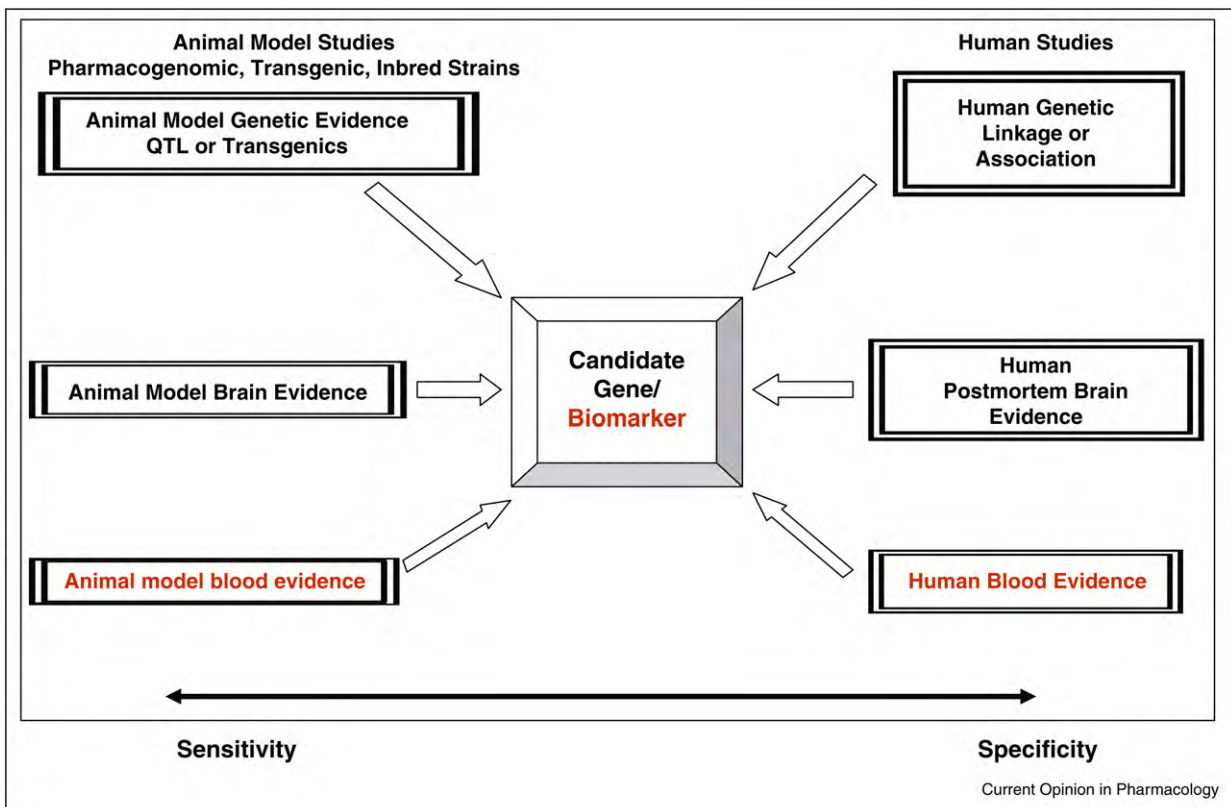 Animal Model Studies
Pharmacogenomic, Transgenic, Inbred Strains
Human Studies
Animal Model Genetic Evidence
QTL or Transgenics
Human Genetic
Linkage or
Association
Candidate
Gene/
Biomarker
Animal Model Brain Evidence
Human
Postmortem Brain
Evidence
Animal model blood evidence
Human Blood Evidence
Sensitivity
Specificity
Current Opinion in Pharmacology